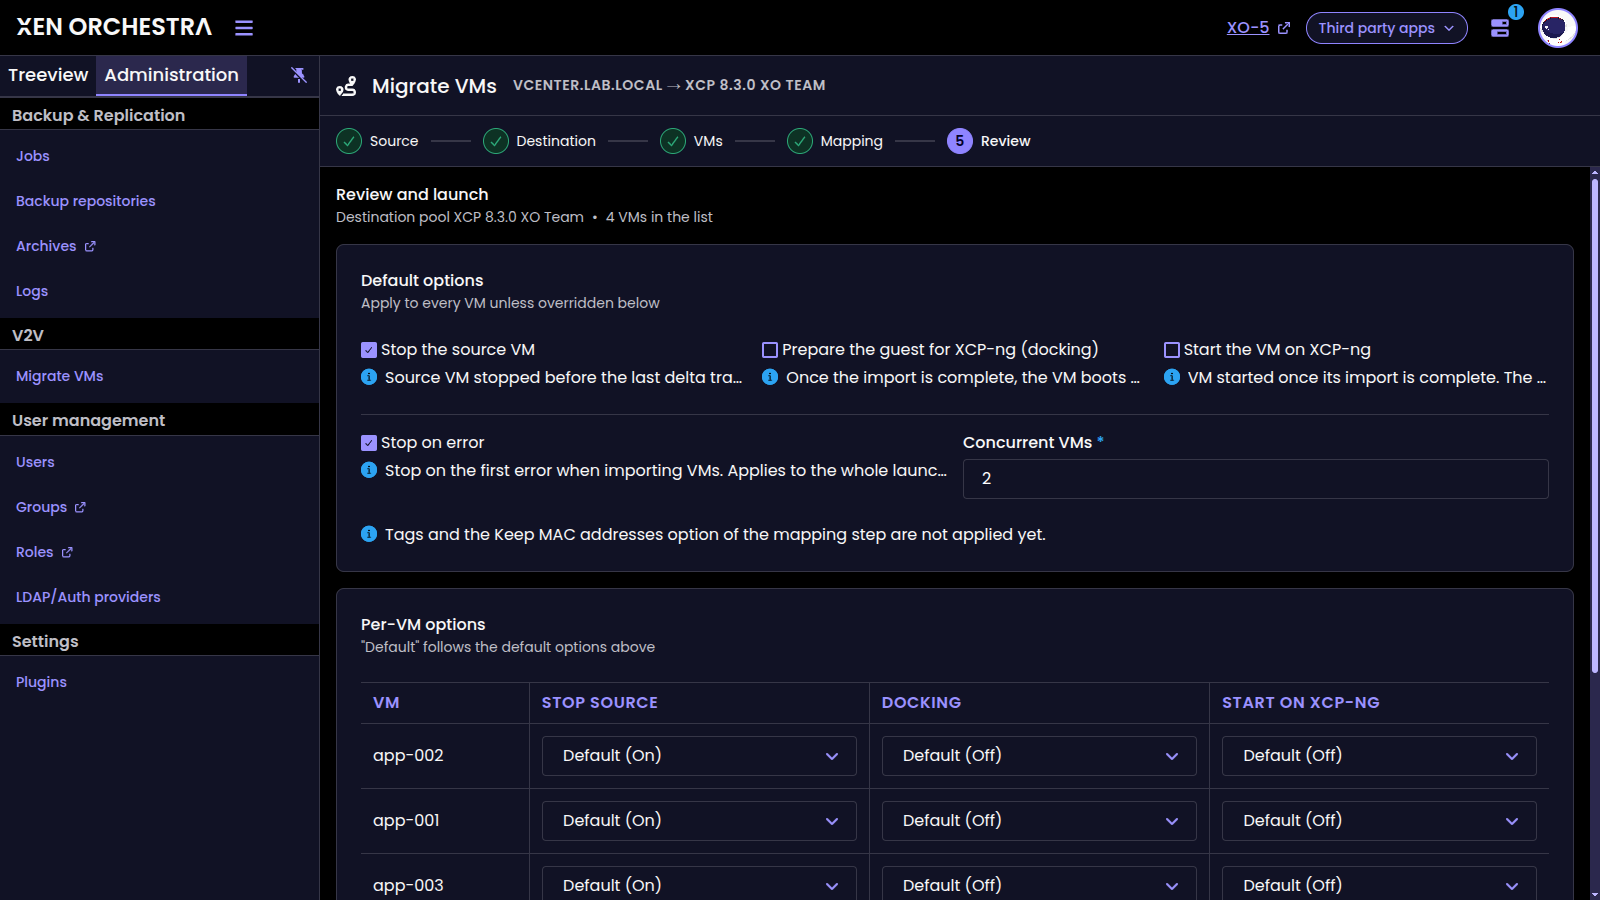 XEN ORCHESTRA
XO-5
Third party apps
1
Treeview
Administration
Backup & Replication
Jobs
Backup repositories
Archives
Logs
V2V
Migrate VMs
User management
Users
Groups
Roles
LDAP/Auth providers
Settings
Plugins
Migrate VMs
VCENTER.LAB.LOCAL → XCP 8.3.0 XO TEAM
Source
Destination
VMs
Mapping
5 Review
Review and launch
Destination pool XCP 8.3.0 XO Team • 4 VMs in the list
Default options
Apply to every VM unless overridden below
Stop the source VM
Source VM stopped before the last delta tra...
Prepare the guest for XCP-ng (docking)
Once the import is complete, the VM boots ...
Start the VM on XCP-ng
VM started once its import is complete. The ...
Stop on error
Stop on the first error when importing VMs. Applies to the whole launc...
Concurrent VMs *
2
Tags and the Keep MAC addresses option of the mapping step are not applied yet.
Per-VM options
"Default" follows the default options above
VM STOP SOURCE DOCKING START ON XCP-NG
app-002 Default (On) Default (Off) Default (Off)
app-001 Default (On) Default (Off) Default (Off)
app-003 Default (On) Default (Off) Default (Off)